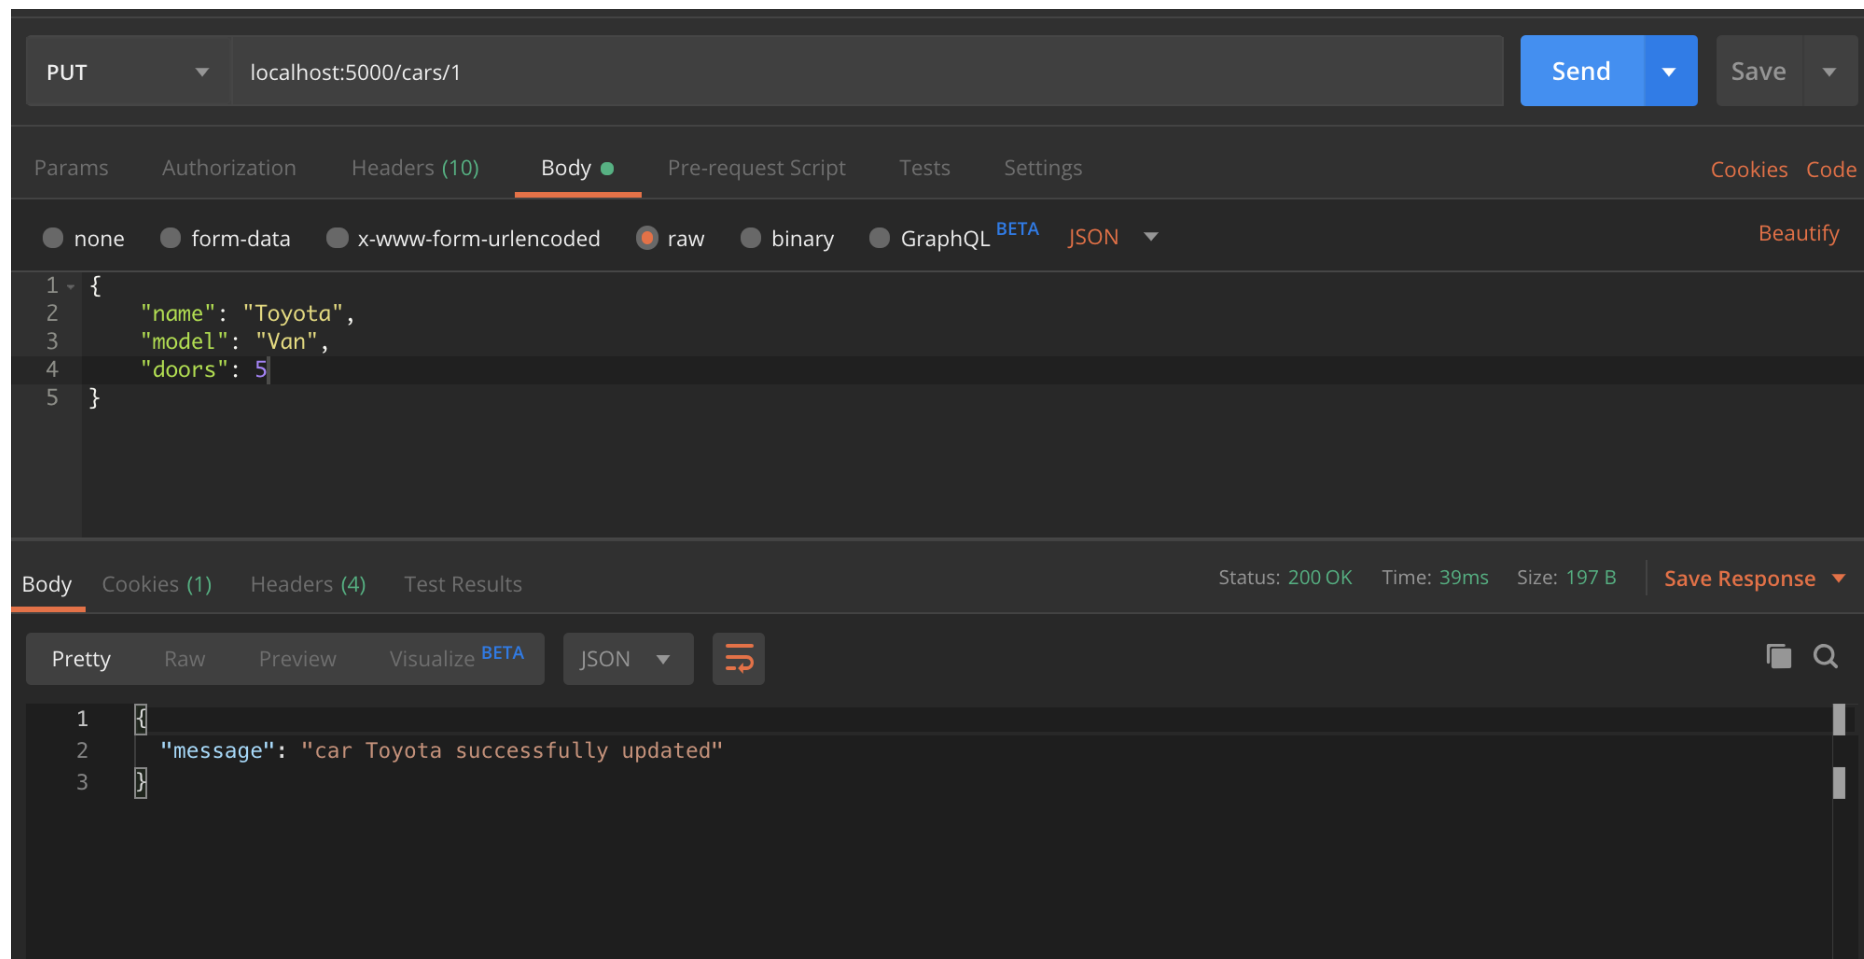 PUT localhost:5000/cars/1 Send Save
Params Authorization Headers (10) Body Pre-request Script Tests Settings Cookies Code
none form-data x-www-form-urlencoded raw binary GraphQL BETA JSON Beautify
1 {
2 "name": "Toyota",
3 "model": "Van",
4 "doors": 5
5 }
Body Cookies (1) Headers (4) Test Results Status: 200 OK Time: 39ms Size: 197 B Save Response
Pretty Raw Preview Visualize BETA JSON
1 {
2 "message": "car Toyota successfully updated"
3 }